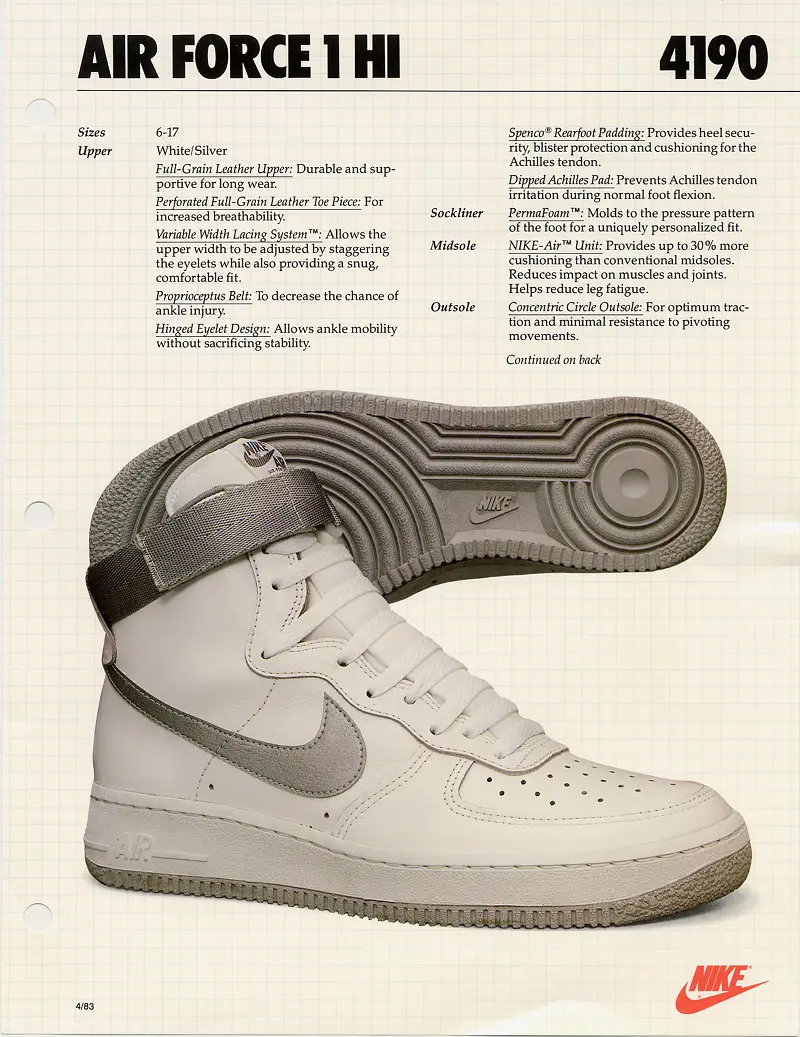 AIR FORCE 1 HI
4190
Sizes 6-17
Upper White/Silver
Full-Grain Leather Upper: Durable and sup-
portive for long wear.
Perforated Full-Grain Leather Toe Piece: For
increased breathability.
Variable Width Lacing System™: Allows the
upper width to be adjusted by staggering
the eyelets while also providing a snug,
comfortable fit.
Proprioceptus Belt: To decrease the chance of
ankle injury.
Hinged Eyelet Design: Allows ankle mobility
without sacrificing stability.
Spenco® Rearfoot Padding: Provides heel secu-
rity, blister protection and cushioning for the
Achilles tendon.
Dipped Achilles Pad: Prevents Achilles tendon
irritation during normal foot flexion.
Sockliner PermaFoam™: Molds to the pressure pattern
of the foot for a uniquely personalized fit.
Midsole NIKE-Air™ Unit: Provides up to 30% more
cushioning than conventional midsoles.
Reduces impact on muscles and joints.
Helps reduce leg fatigue.
Outsole Concentric Circle Outsole: For optimum trac-
tion and minimal resistance to pivoting
movements.
Continued on back
NIKE
NIKE
AIR
NIKE®
4/83